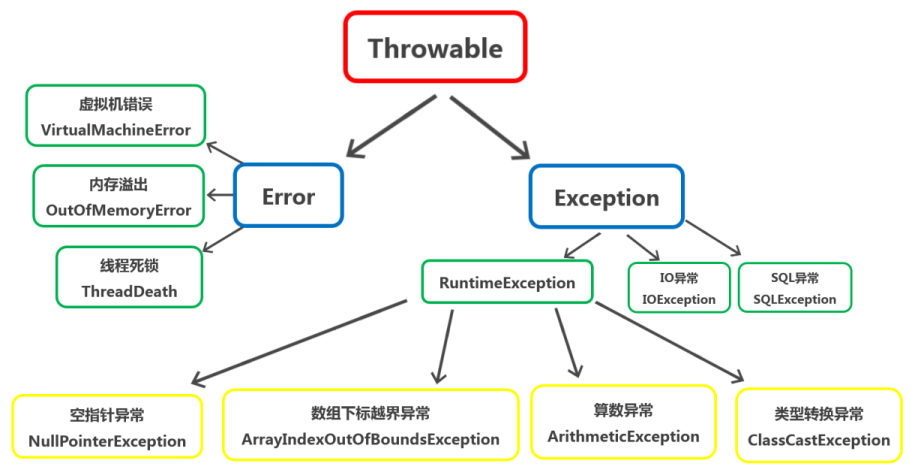 Throwable
虚拟机错误
VirtualMachineError
内存溢出
OutOfMemoryError
线程死锁
ThreadDeath
Error
Exception
RuntimeException
IO异常
IOException
SQL异常
SQLException
空指针异常
NullPointerException
数组下标越界异常
ArrayIndexOutOfBoundsException
算数异常
ArithmeticException
类型转换异常
ClassCastException